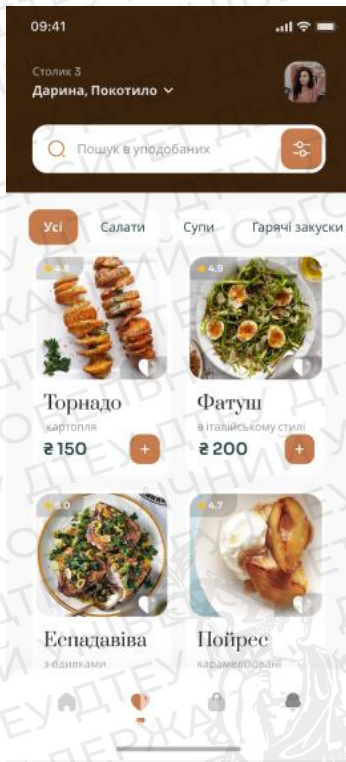 09:41
Столик 3
Дарина, Покотило
Пошук в уподобаних
Усі Салати Супи Гарячі закуски
4.8 4.9
Торнадо Фатуш
картопля в італійському стилі
₴ 150 + ₴ 200 +
5.0 4.7
Еспадавіва Пойрес
з оливками карамелізовані